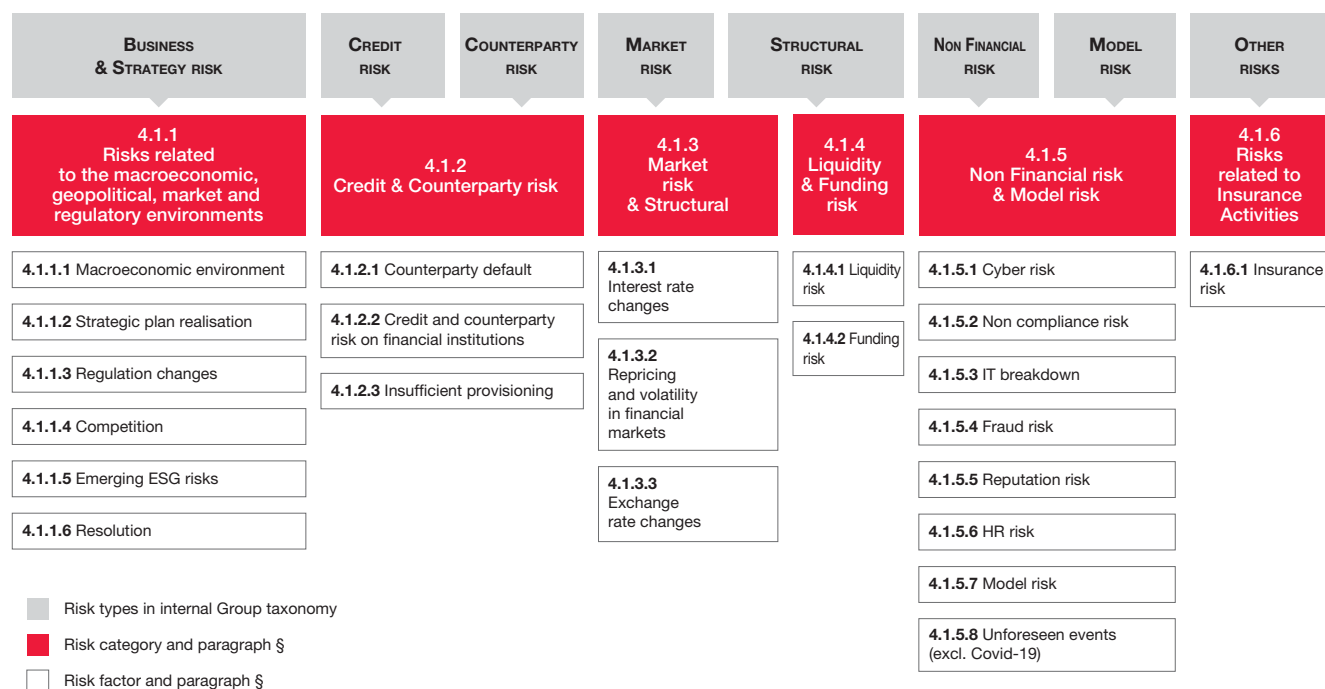 BUSINESS
& STRATEGY RISK
CREDIT
RISK
COUNTERPARTY
RISK
MARKET
RISK
STRUCTURAL
RISK
NON FINANCIAL
RISK
MODEL
RISK
OTHER
RISKS
4.1.1
Risks related
to the macroeconomic,
geopolitical, market and
regulatory environments
4.1.2
Credit & Counterparty risk
4.1.3
Market
risk
& Structural
4.1.4
Liquidity
& Funding
risk
4.1.5
Non Financial risk
& Model risk
4.1.6
Risks
related to
Insurance
Activities
4.1.1.1 Macroeconomic environment
4.1.1.2 Strategic plan realisation
4.1.1.3 Regulation changes
4.1.1.4 Competition
4.1.1.5 Emerging ESG risks
4.1.1.6 Resolution
4.1.2.1 Counterparty default
4.1.2.2 Credit and counterparty
risk on financial institutions
4.1.2.3 Insufficient provisioning
4.1.3.1
Interest rate
changes
4.1.3.2
Repricing
and volatility
in financial
markets
4.1.3.3
Exchange
rate changes
4.1.4.1 Liquidity
risk
4.1.4.2 Funding
risk
4.1.5.1 Cyber risk
4.1.5.2 Non compliance risk
4.1.5.3 IT breakdown
4.1.5.4 Fraud risk
4.1.5.5 Reputation risk
4.1.5.6 HR risk
4.1.5.7 Model risk
4.1.5.8 Unforeseen events
(excl. Covid-19)
4.1.6.1 Insurance
risk
Risk types in internal Group taxonomy
Risk category and paragraph §
Risk factor and paragraph §